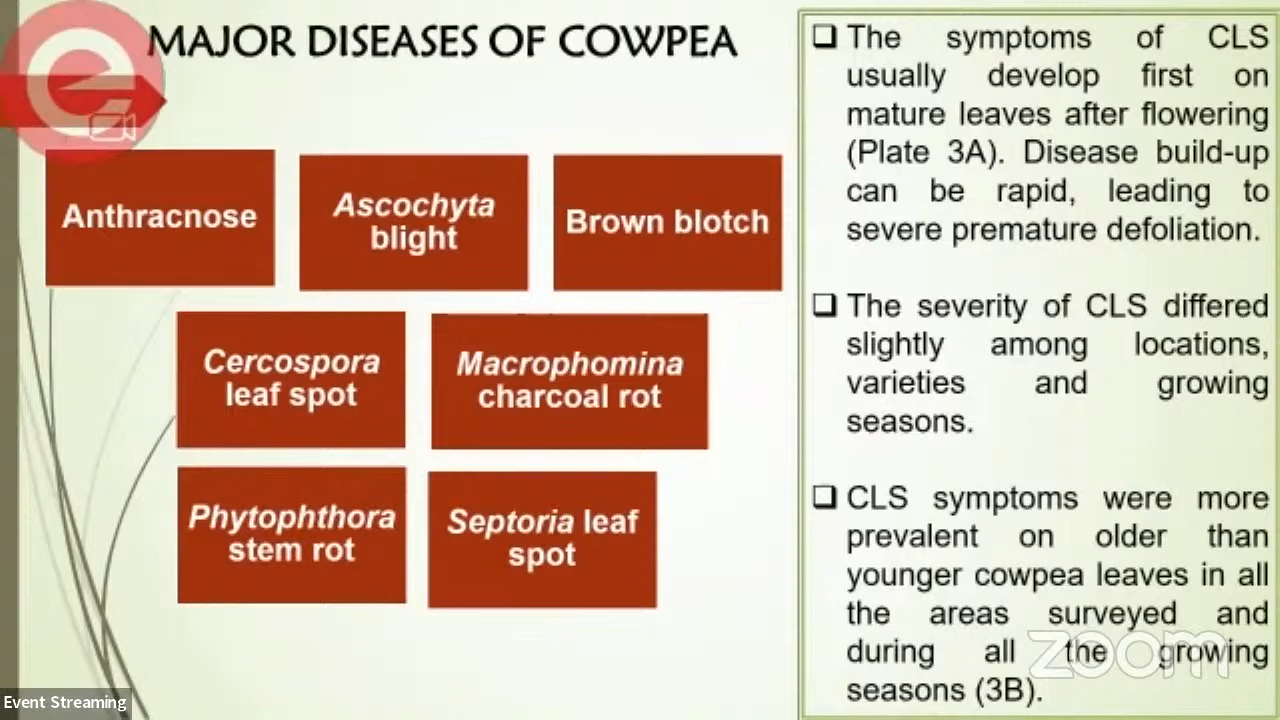 MAJOR DISEASES OF COWPEA
Anthracnose
Ascochyta
blight
Brown blotch
Cercospora
leaf spot
Macrophomina
charcoal rot
Phytophthora
stem rot
Septoria leaf
spot
❑ The symptoms of CLS
usually develop first on
mature leaves after flowering
(Plate 3A). Disease build-up
can be rapid, leading to
severe premature defoliation.
❑ The severity of CLS differed
slightly among locations,
varieties and growing
seasons.
❑ CLS symptoms were more
prevalent on older than
younger cowpea leaves in all
the areas surveyed and
during all the growing
seasons (3B).
zoom
Event Streaming